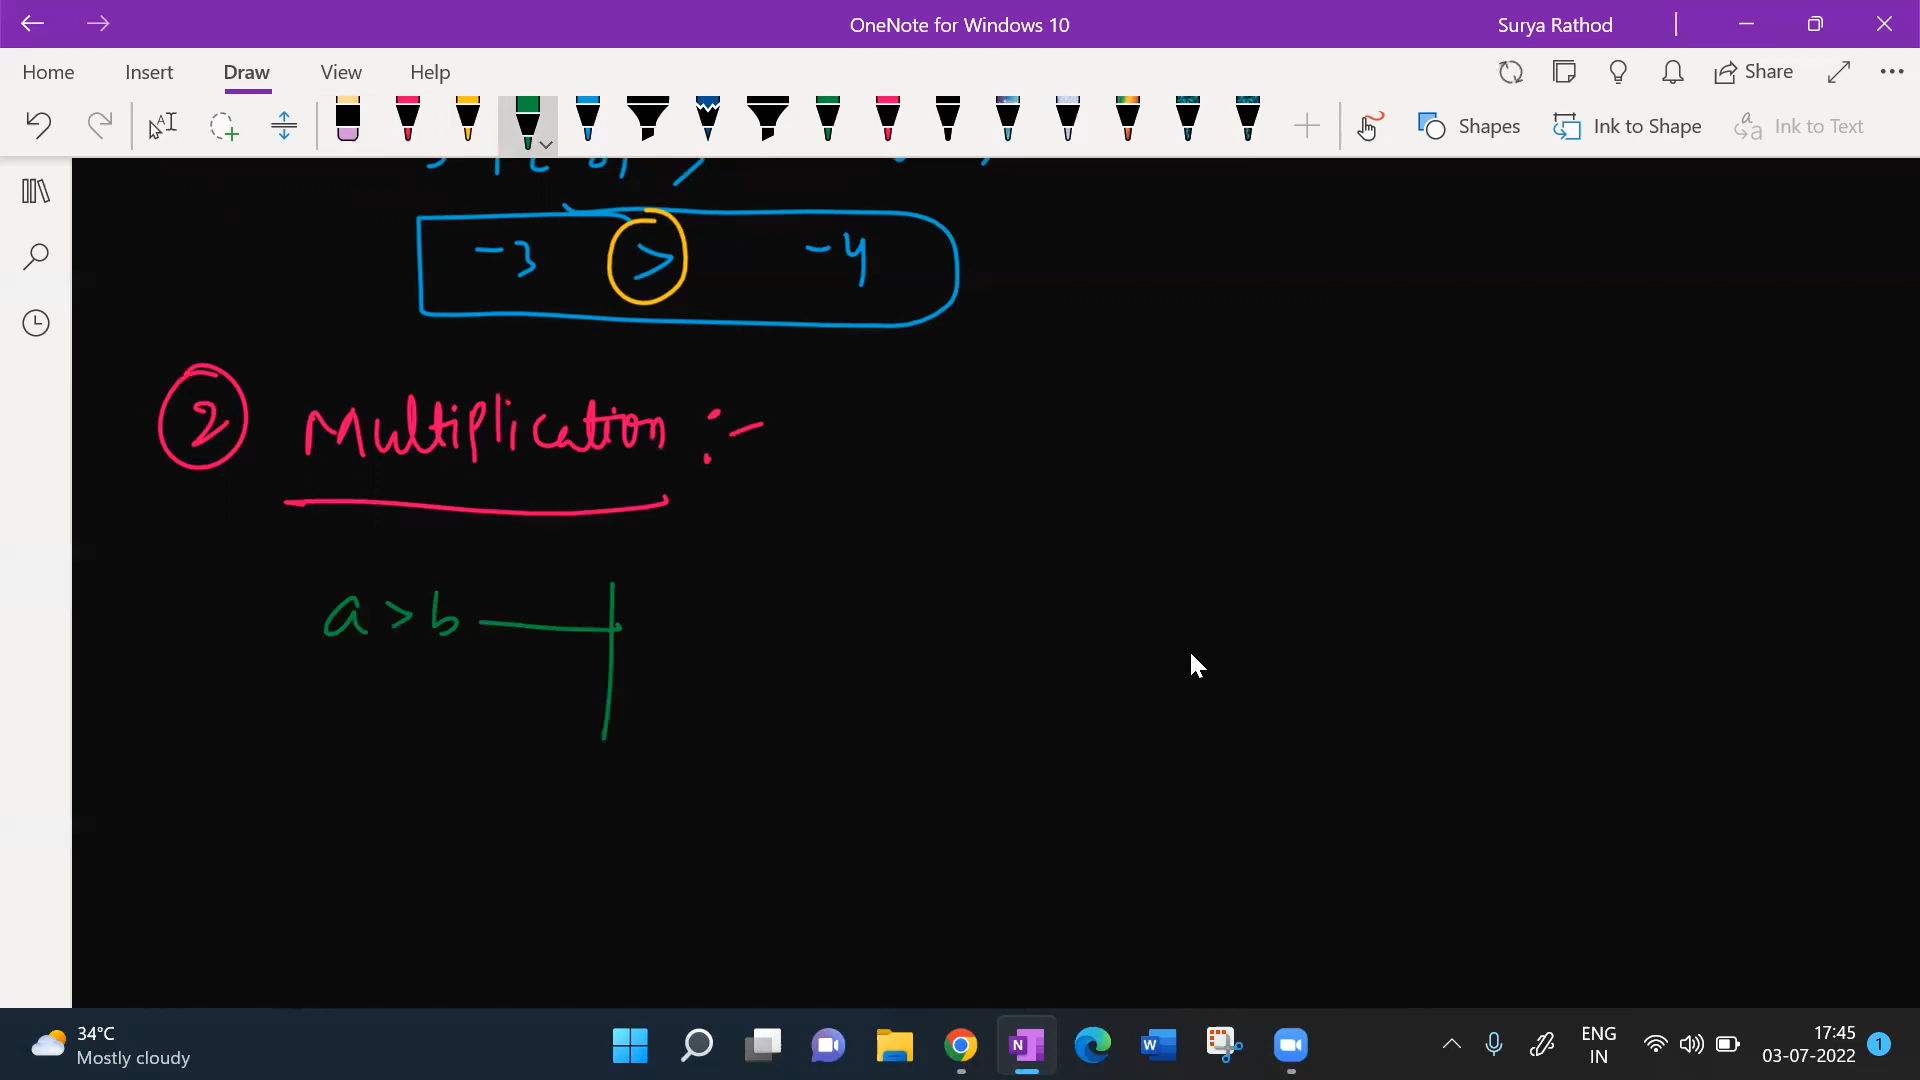 OneNote for Windows 10
Surya Rathod
Home Insert Draw View Help
Share
Shapes Ink to Shape Ink to Text
-3 > -4
2 Multiplication :-
a > b
34°C
Mostly cloudy
ENG
IN
17:45
03-07-2022
1